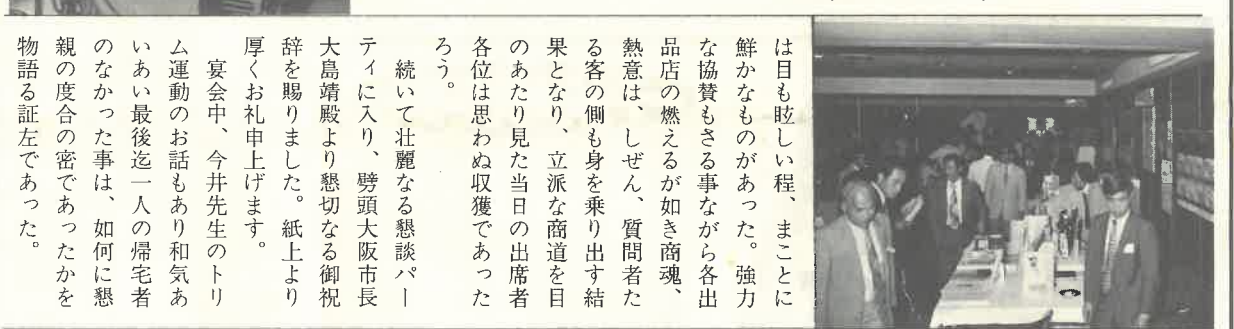 は目も眩しい程、まことに
鮮かなものがあった。強力
な協賛もさる事ながら各出
品店の燃えるが如き商魂、
熱意は、しぜん、質問者た
る客の側も身を乗り出す結
果となり、立派な商道を目
のあたり見た当日の出席者
各位は思わぬ収獲であった
ろう。
続いて壮麗なる懇談パー
ティに入り、劈頭大阪市長
大島靖殿より懇切なる御祝
辞を賜りました。紙上より
厚くお礼申上げます。
宴会中、今井先生のトリ
ム運動のお話もあり和気あ
いあい最後迄一人の帰宅者
のなかった事は、如何に懇
親の度合の密であったかを
物語る証左であった。